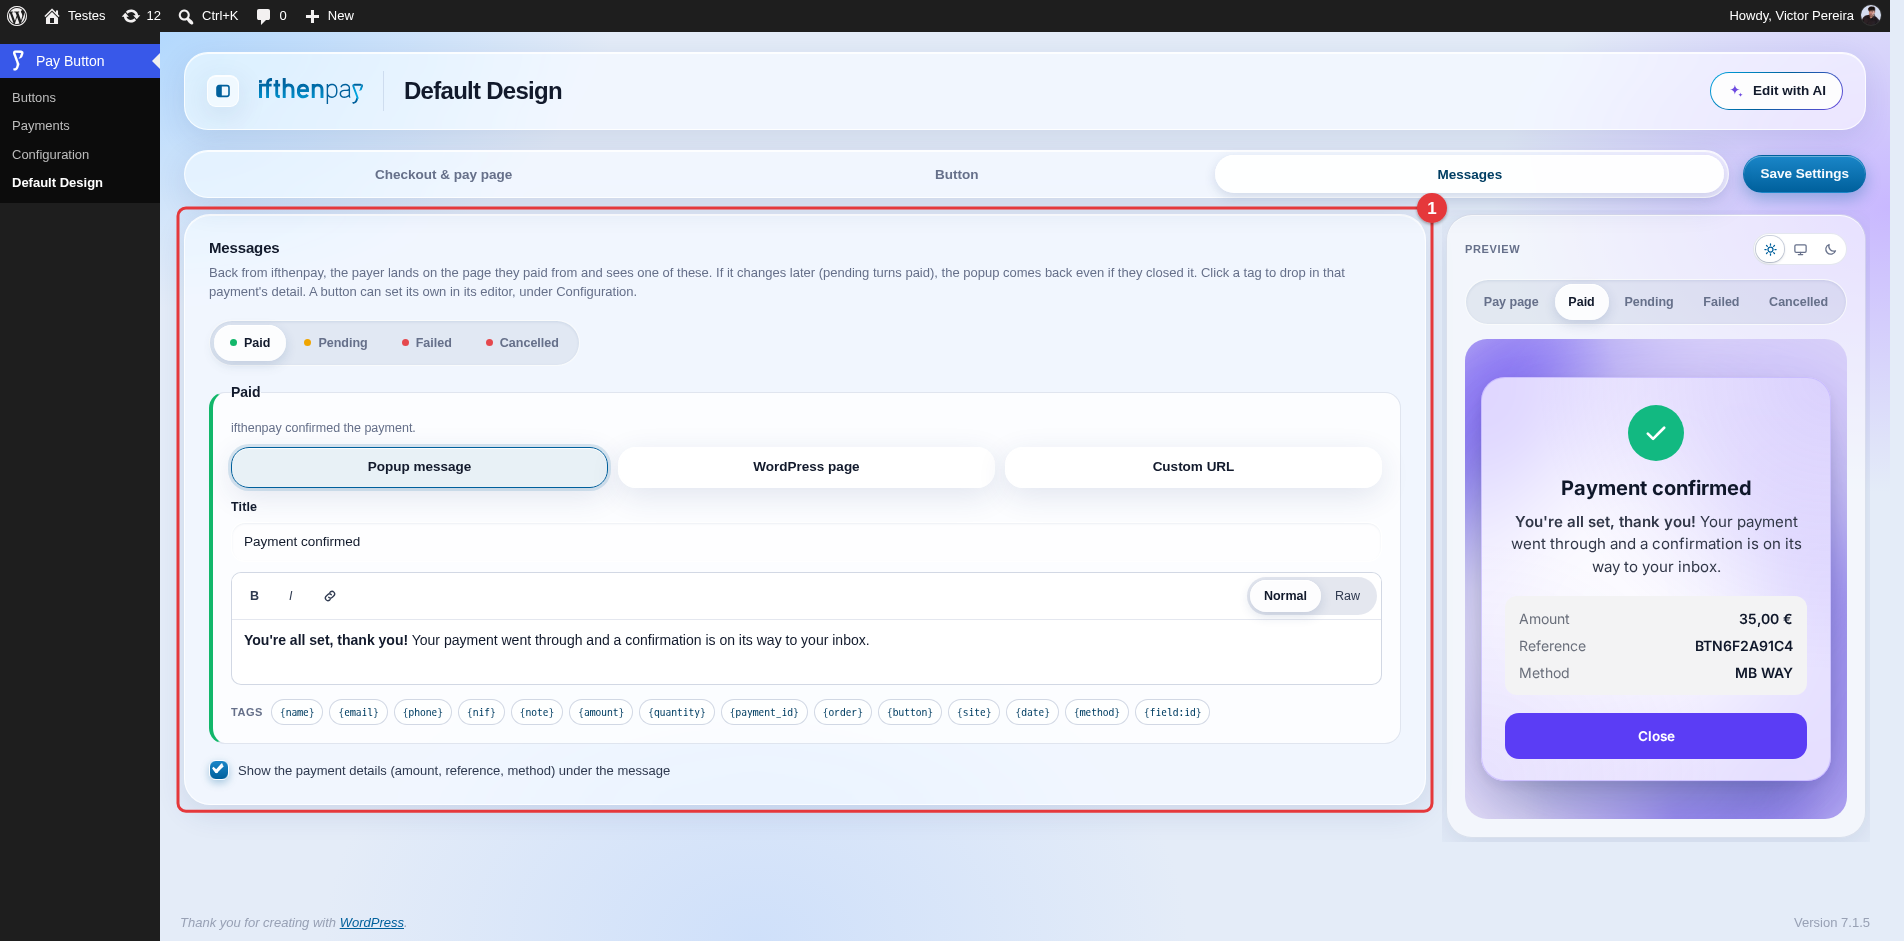 Testes
12
Ctrl+K
0
New
Howdy, Victor Pereira
Pay Button
Buttons
Payments
Configuration
Default Design
ifthenpay
Default Design
Edit with AI
Checkout & pay page
Button
Messages
Save Settings
1
Messages
Back from ifthenpay, the payer lands on the page they paid from and sees one of these. If it changes later (pending turns paid), the popup comes back even if they closed it. Click a tag to drop in that
payment's detail. A button can set its own in its editor, under Configuration.
Paid
Pending
Failed
Cancelled
Paid
ifthenpay confirmed the payment.
Popup message
WordPress page
Custom URL
Title
Payment confirmed
B
I
Normal
Raw
You're all set, thank you! Your payment went through and a confirmation is on its way to your inbox.
TAGS
{name}
{email}
{phone}
{nif}
{note}
{amount}
{quantity}
{payment_id}
{order}
{button}
{site}
{date}
{method}
{field:id}
Show the payment details (amount, reference, method) under the message
PREVIEW
Pay page
Paid
Pending
Failed
Cancelled
Payment confirmed
You're all set, thank you! Your payment
went through and a confirmation is on its
way to your inbox.
Amount 35,00 €
Reference BTN6F2A91C4
Method MB WAY
Close
Thank you for creating with WordPress.
Version 7.1.5